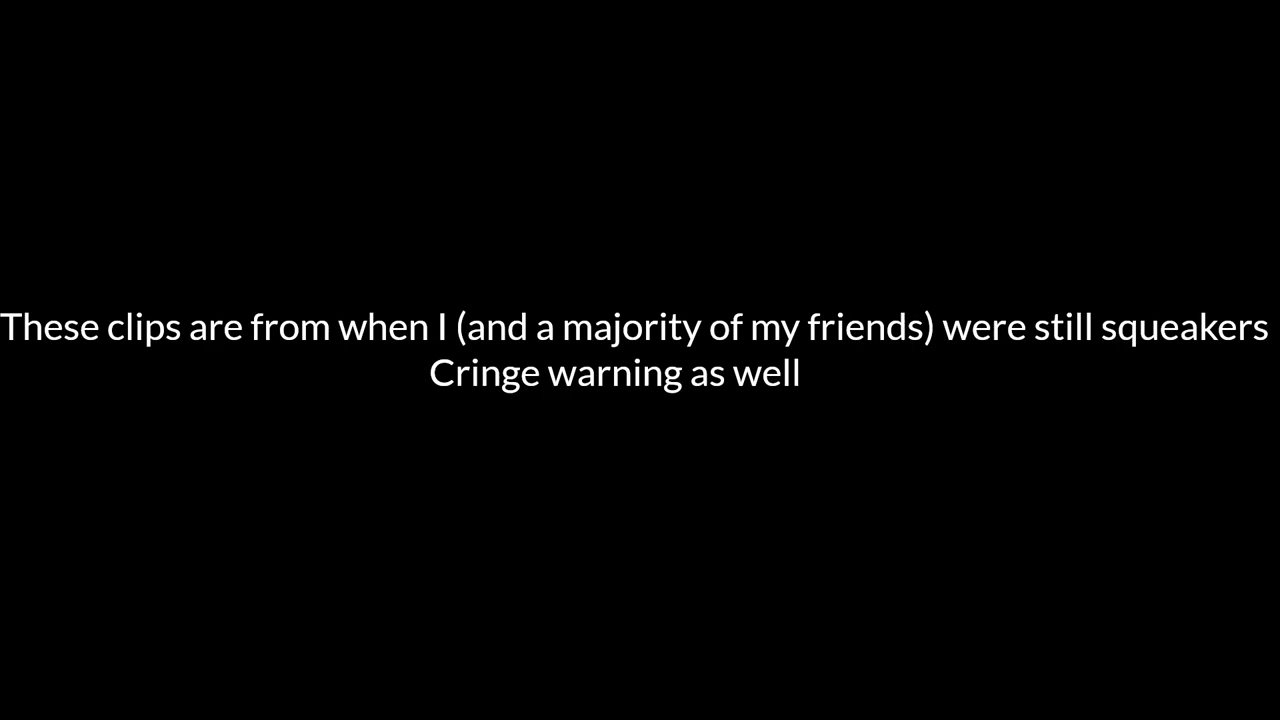 These clips are from when I (and a majority of my friends) were still squeakers
Cringe warning as well